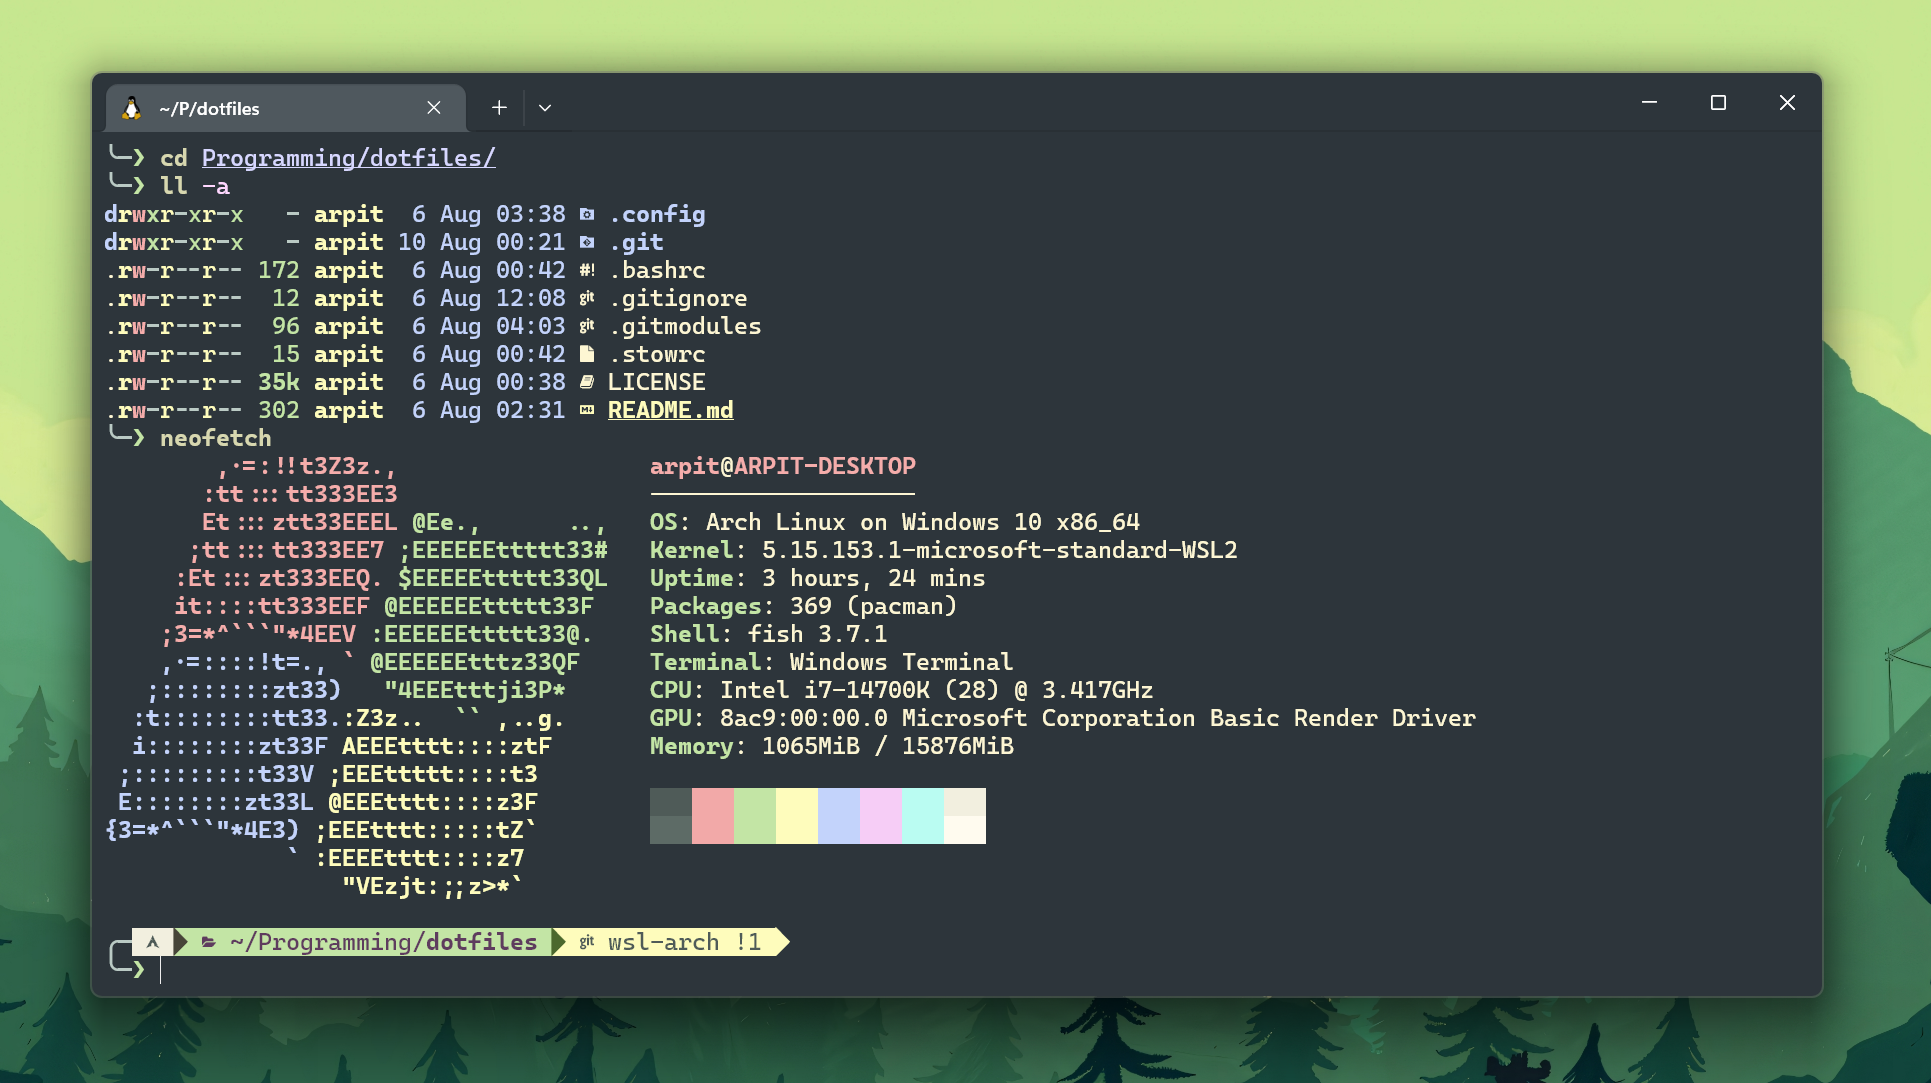 ~/P/dotfiles
❯ cd Programming/dotfiles/
❯ ll -a
drwxr-xr-x   - arpit  6 Aug 03:38 .config
drwxr-xr-x   - arpit 10 Aug 00:21 .git
.rw-r--r-- 172 arpit  6 Aug 00:42 #! .bashrc
.rw-r--r--  12 arpit  6 Aug 12:08 git .gitignore
.rw-r--r--  96 arpit  6 Aug 04:03 git .gitmodules
.rw-r--r--  15 arpit  6 Aug 00:42 .stowrc
.rw-r--r-- 35k arpit  6 Aug 00:38 LICENSE
.rw-r--r-- 302 arpit  6 Aug 02:31 README.md
❯ neofetch
        ,.=:!!t3Z3z.,                  arpit@ARPIT-DESKTOP
       :tt:::tt333EE3                  -------------------
       Et:::ztt33EEEL @Ee.,      ..,   OS: Arch Linux on Windows 10 x86_64
      ;tt:::tt333EE7 ;EEEEEEttttt33#   Kernel: 5.15.153.1-microsoft-standard-WSL2
     :Et:::zt333EEQ. $EEEEEttttt33QL   Uptime: 3 hours, 24 mins
     it::::tt333EEF @EEEEEEttttt33F    Packages: 369 (pacman)
    ;3=*^```"*4EEV :EEEEEEttttt33@.    Shell: fish 3.7.1
    ,.=::::!t=., ` @EEEEEEtttz33QF     Terminal: Windows Terminal
   ;::::::::zt33)   "4EEEtttji3P*      CPU: Intel i7-14700K (28) @ 3.417GHz
  :t::::::::tt33.:Z3z..  `` ,..g.      GPU: 8ac9:00:00.0 Microsoft Corporation Basic Render Driver
  i::::::::zt33F AEEEtttt::::ztF       Memory: 1065MiB / 15876MiB
 ;:::::::::t33V ;EEEttttt::::t3
 E::::::::zt33L @EEEtttt::::z3F
{3=*^```"*4E3) ;EEEtttt:::::tZ`
             ` :EEEEtttt::::z7
                 "VEzjt:;;z>*`
~/Programming/dotfiles git wsl-arch !1
❯